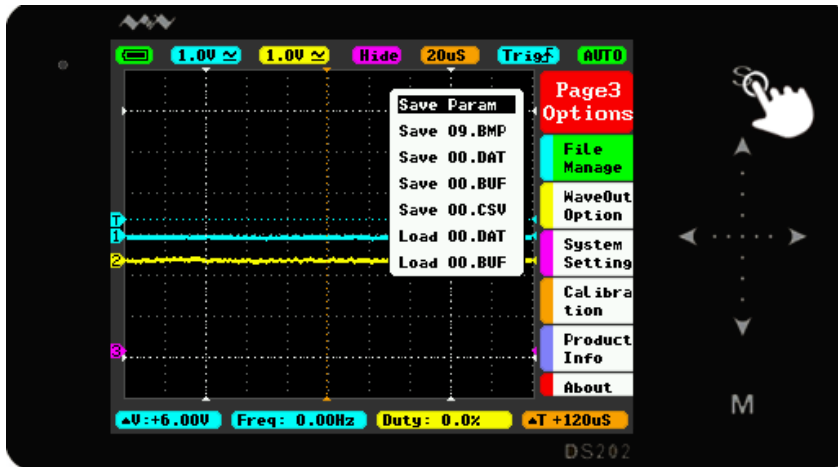 1.0V 1.0V Hide 20uS Trig AUTO
Page3
Options
File
Manage
WaveOut
Option
System
Setting
Calibra
tion
Product
Info
About
Save Param
Save 09.BMP
Save 00.DAT
Save 00.BUF
Save 00.CSV
Load 00.DAT
Load 00.BUF
T
1
2
3
S
M
▲V:+6.00V Freq: 0.00Hz Duty: 0.0% ▲T +120uS
DS202